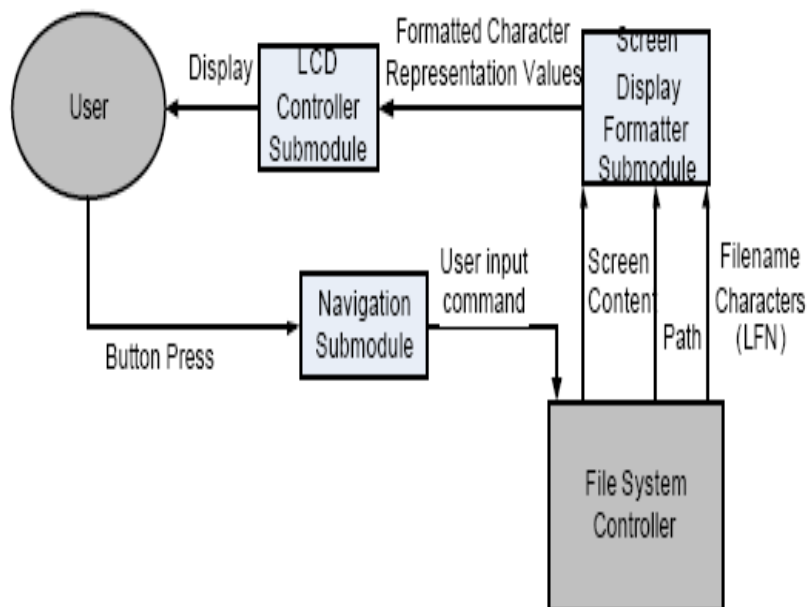 User
Display
LCD
Controller
Submodule
Formatted Character
Representation Values
Screen
Display
Formatter
Submodule
Button Press
Navigation
Submodule
User input
command
Screen
Content
Path
Filename
Characters
(LFN)
File System
Controller